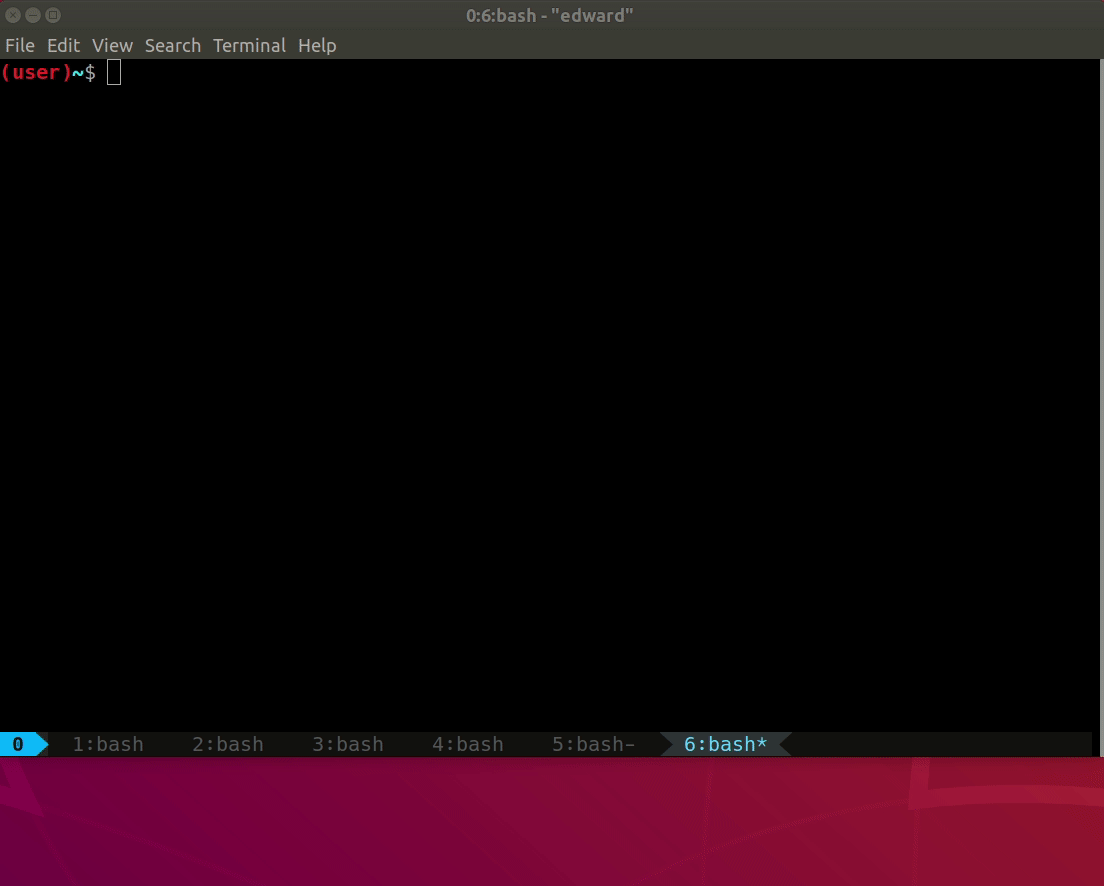 0:6:bash - "edward"
File Edit View Search Terminal Help
(user)~$
0 1:bash 2:bash 3:bash 4:bash 5:bash- 6:bash*